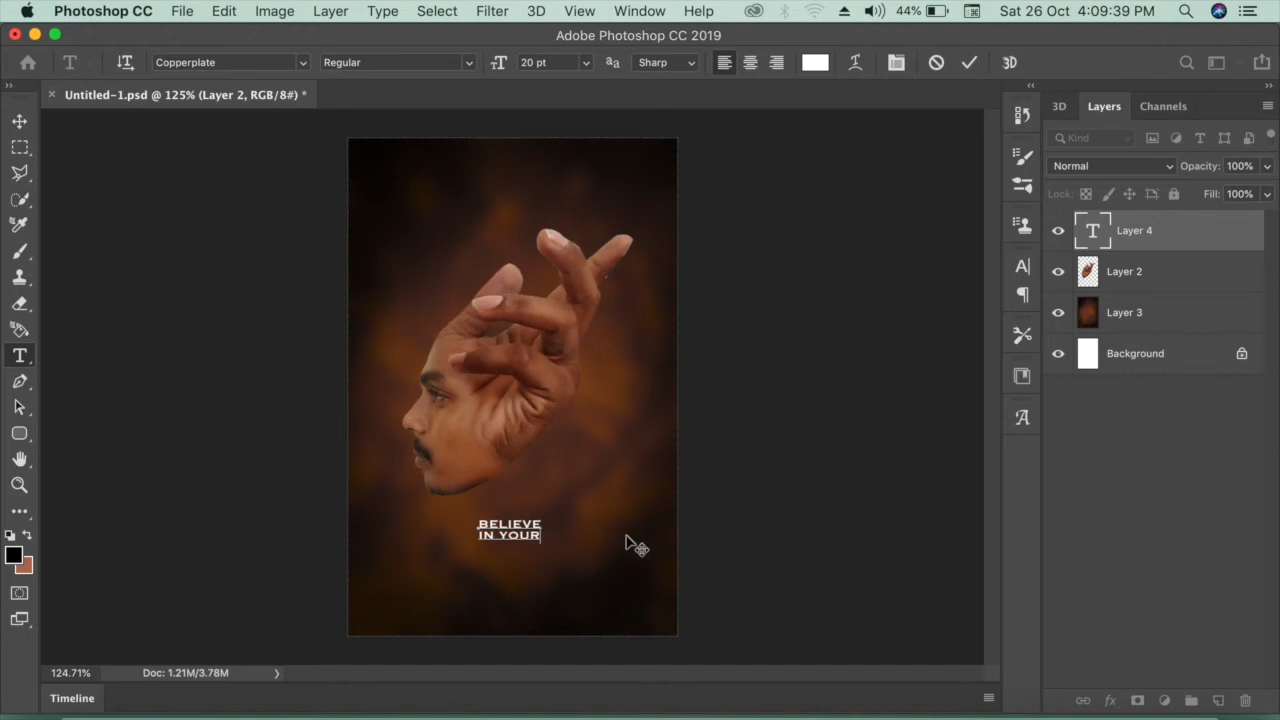 Photoshop CC File Edit Image Layer Type Select Filter 3D View Window Help 44% Sat 26 Oct 4:09:39 PM
Adobe Photoshop CC 2019
T Copperplate Regular 20 pt Sharp 3D
Untitled-1.psd @ 125% (Layer 2, RGB/8#) *
3D Layers Channels
Kind
Normal Opacity: 100%
Lock: Fill: 100%
Layer 4
Layer 2
Layer 3
Background
BELIEVE
IN YOUR
124.71% Doc: 1.21M/3.78M
Timeline